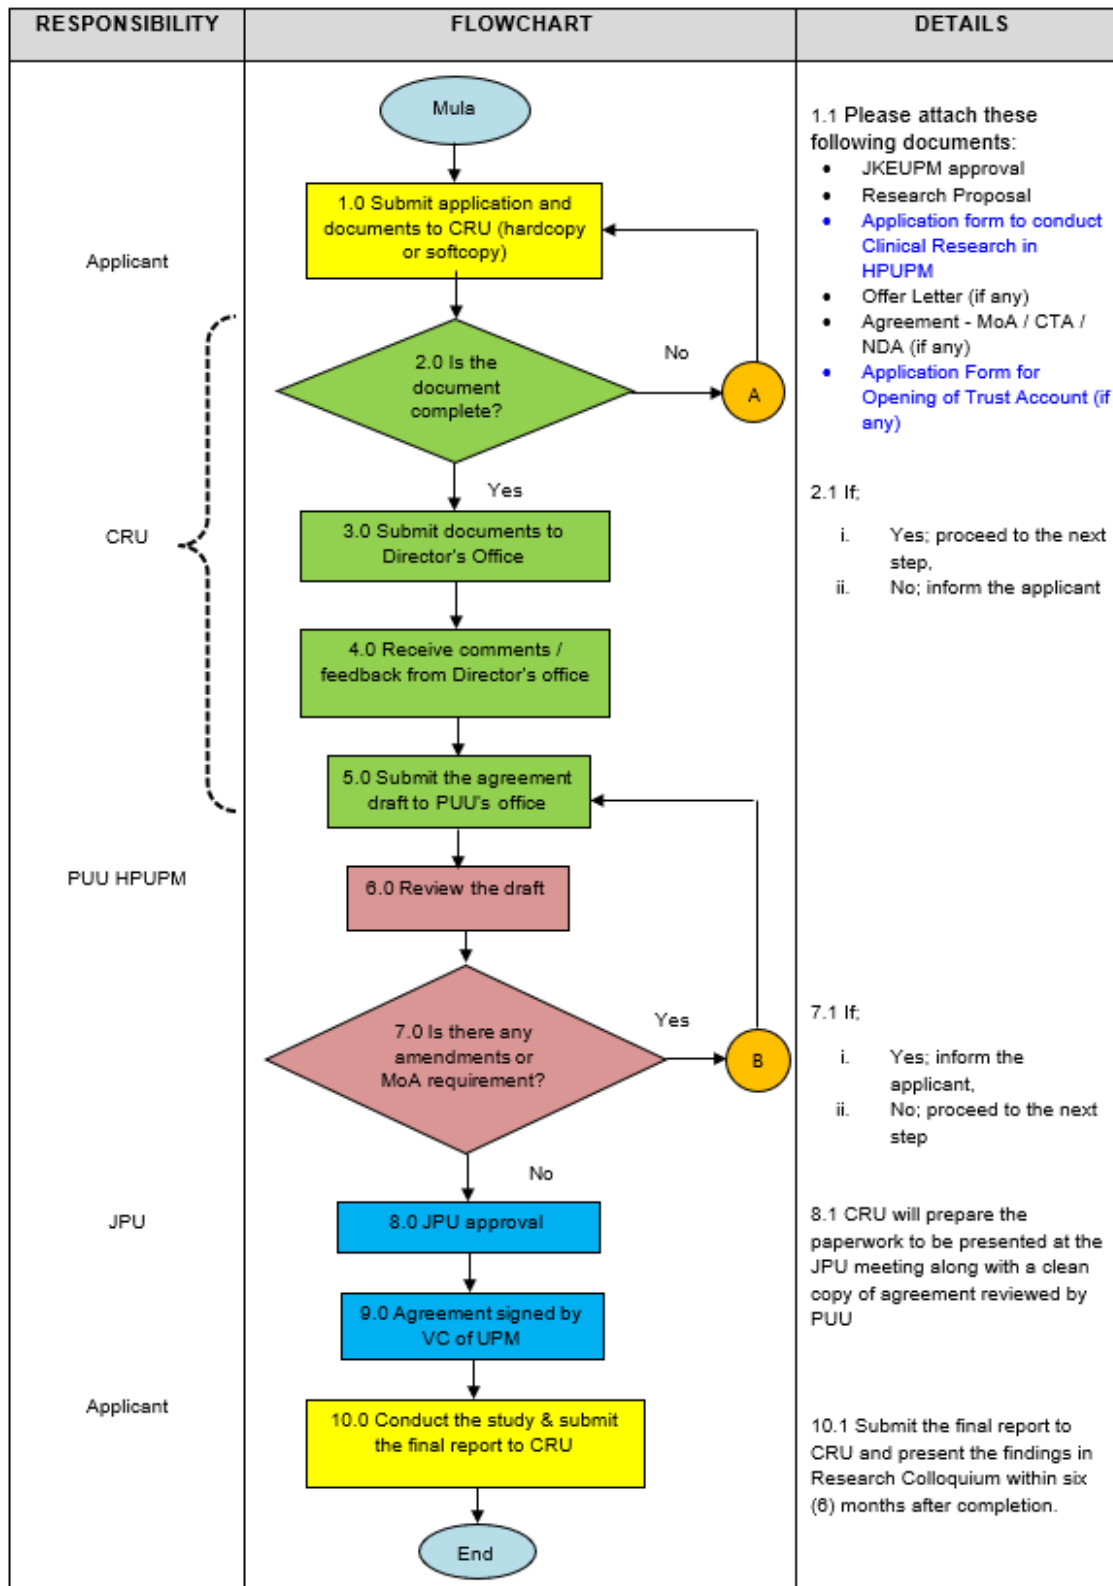 RESPONSIBILITY
FLOWCHART
DETAILS
Applicant
CRU
PUU HPUPM
JPU
Applicant
Mula
1.0 Submit application and
documents to CRU (hardcopy
or softcopy)
2.0 Is the
document
complete?
No
A
Yes
3.0 Submit documents to
Director's Office
4.0 Receive comments /
feedback from Director's office
5.0 Submit the agreement
draft to PUU's office
6.0 Review the draft
7.0 Is there any
amendments or
MoA requirement?
Yes
B
No
8.0 JPU approval
9.0 Agreement signed by
VC of UPM
10.0 Conduct the study & submit
the final report to CRU
End
1.1 Please attach these
following documents:
• JKEUPM approval
• Research Proposal
• Application form to conduct
Clinical Research in
HPUPM
• Offer Letter (if any)
• Agreement - MoA / CTA /
NDA (if any)
• Application Form for
Opening of Trust Account (if
any)
2.1 If;
i. Yes; proceed to the next
step,
ii. No; inform the applicant
7.1 If;
i. Yes; inform the
applicant,
ii. No; proceed to the next
step
8.1 CRU will prepare the
paperwork to be presented at the
JPU meeting along with a clean
copy of agreement reviewed by
PUU
10.1 Submit the final report to
CRU and present the findings in
Research Colloquium within six
(6) months after completion.